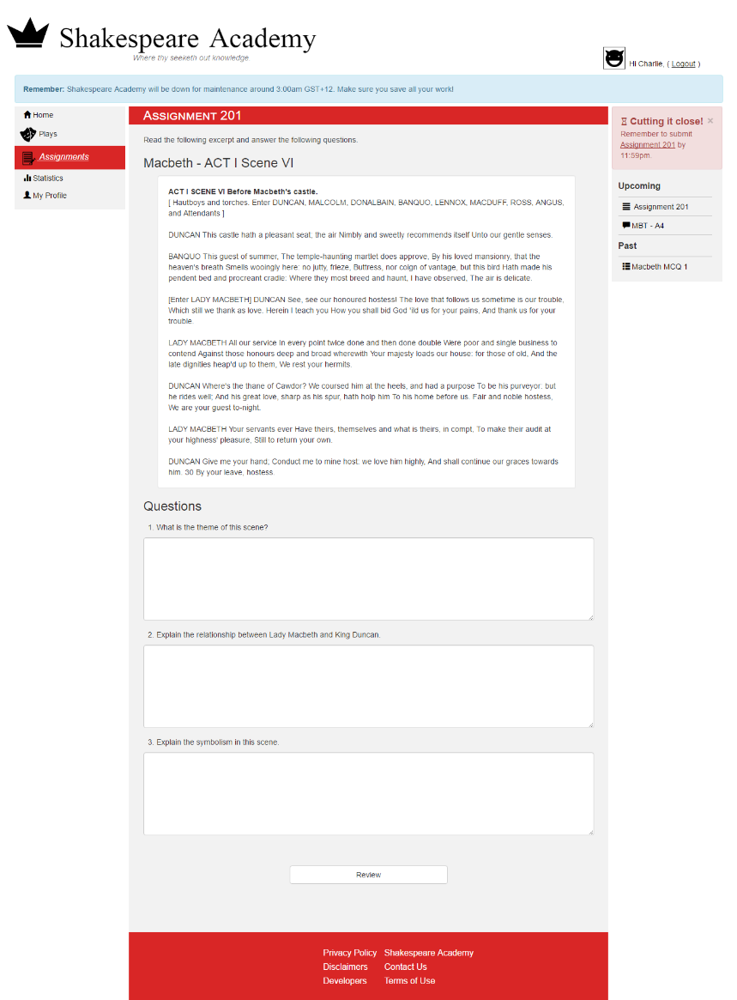 Shakespeare Academy
Where thy seeketh out knowledge.
Hi Charlie, ( Logout )
Remember: Shakespeare Academy will be down for maintenance around 3:00am GST+12. Make sure you save all your work!
Home
Plays
Assignments
Statistics
My Profile
ASSIGNMENT 201
Read the following excerpt and answer the following questions.
Macbeth - ACT I Scene VI
ACT I SCENE VI Before Macbeth's castle.
[ Hautboys and torches. Enter DUNCAN, MALCOLM, DONALBAIN, BANQUO, LENNOX, MACDUFF, ROSS, ANGUS,
and Attendants ]
DUNCAN This castle hath a pleasant seat; the air Nimbly and sweetly recommends itself Unto our gentle senses.
BANQUO This guest of summer, The temple-haunting martlet does approve, By his loved mansionry, that the
heaven's breath Smells wooingly here: no jutty, frieze, Buttress, nor coign of vantage, but this bird Hath made his
pendent bed and procreant cradle: Where they most breed and haunt, I have observed, The air is delicate.
[Enter LADY MACBETH] DUNCAN See, see our honoured hostess! The love that follows us sometime is our trouble,
Which still we thank as love. Herein I teach you How you shall bid God 'ild us for your pains, And thank us for your
trouble.
LADY MACBETH All our service In every point twice done and then done double Were poor and single business to
contend Against those honours deep and broad wherewith Your majesty loads our house: for those of old, And the
late dignities heap'd up to them, We rest your hermits.
DUNCAN Where's the thane of Cawdor? We coursed him at the heels, and had a purpose To be his purveyor: but
he rides well; And his great love, sharp as his spur, hath holp him To his home before us. Fair and noble hostess,
We are your guest to-night.
LADY MACBETH Your servants ever Have theirs, themselves and what is theirs, in compt, To make their audit at
your highness' pleasure, Still to return your own.
DUNCAN Give me your hand; Conduct me to mine host: we love him highly, And shall continue our graces towards
him. 30 By your leave, hostess.
Questions
1. What is the theme of this scene?
2. Explain the relationship between Lady Macbeth and King Duncan.
3. Explain the symbolism in this scene.
Review
Cutting it close! ×
Remember to submit
Assignment 201 by
11:59pm.
Upcoming
Assignment 201
MBT - A4
Past
Macbeth MCQ 1
Privacy Policy Shakespeare Academy
Disclaimers Contact Us
Developers Terms of Use